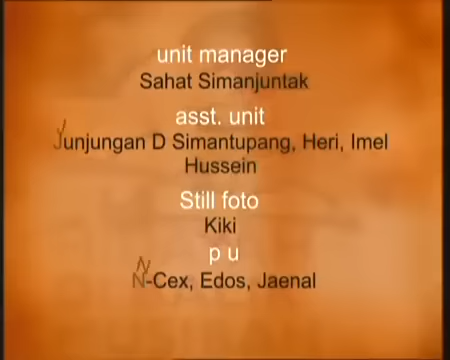 unit manager
Sahat Simanjuntak
asst. unit
Junjungan D Simantupang, Heri, Imel
Hussein
Still foto
Kiki
p u
N-Cex, Edos, Jaenal